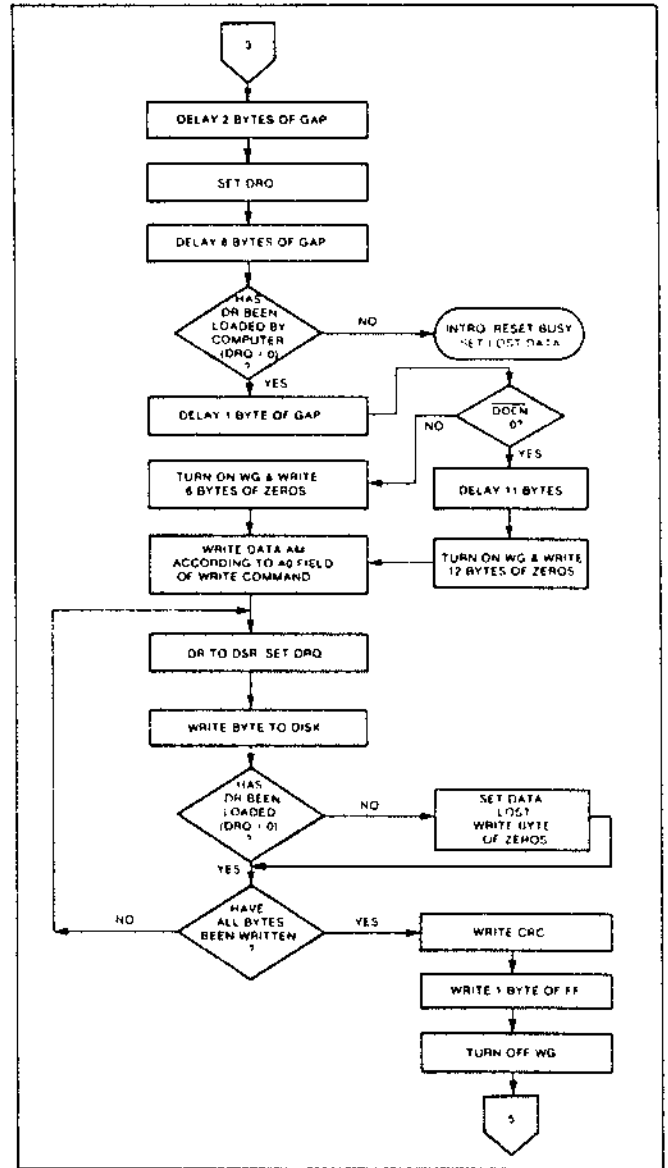 3
DELAY 2 BYTES OF GAP
SET DRQ
DELAY 8 BYTES OF GAP
HAS
DR BEEN
LOADED BY
COMPUTER
(DRQ = 0)
?
NO
INTRQ RESET BUSY
SET LOST DATA
YES
DELAY 1 BYTE OF GAP
DDEN
0?
NO
YES
TURN ON WG & WRITE
6 BYTES OF ZEROS
DELAY 11 BYTES
WRITE DATA AM
ACCORDING TO A0 FIELD
OF WRITE COMMAND
TURN ON WG & WRITE
12 BYTES OF ZEROS
DR TO DSR SET DRQ
WRITE BYTE TO DISK
HAS
DR BEEN
LOADED
(DRQ = 0)
?
NO
SET DATA
LOST
WRITE BYTE
OF ZEROS
YES
HAVE
ALL BYTES
BEEN WRITTEN
?
NO
YES
WRITE CRC
WRITE 1 BYTE OF FF
TURN OFF WG
5